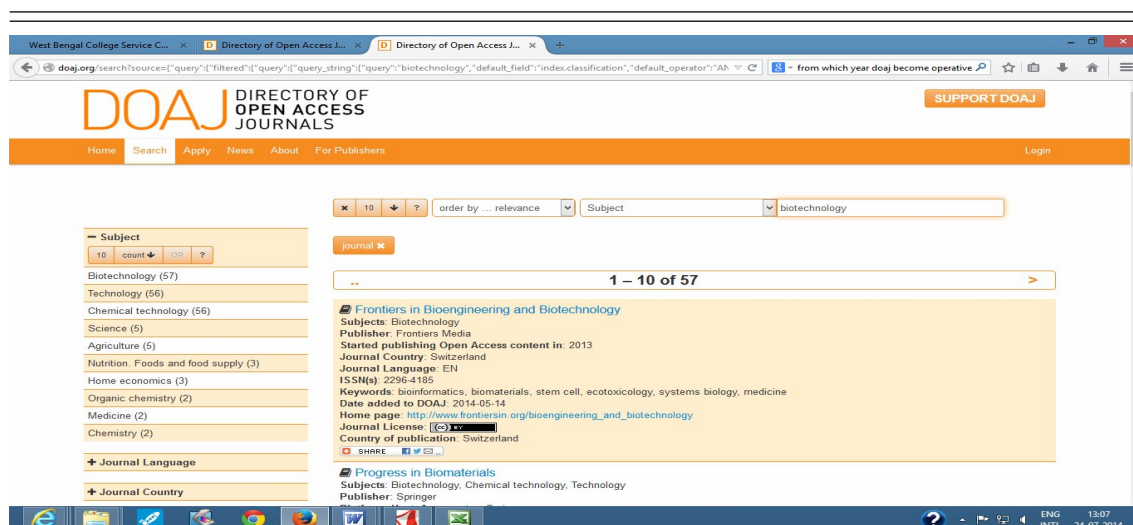 West Bengal College Service C... × D Directory of Open Access J... × D Directory of Open Access J... × +
doaj.org/search?source={"query":{"filtered":{"query":{"query_string":{"query":"biotechnology","default_field":"index.classification","default_operator":"AN
8 from which year doaj become operative
DOAJ DIRECTORY OF
OPEN ACCESS
JOURNALS
SUPPORT DOAJ
Home Search Apply News About For Publishers Login
× 10 ? order by ... relevance Subject biotechnology
− Subject
10 count OR ?
Biotechnology (57)
Technology (56)
Chemical technology (56)
Science (5)
Agriculture (5)
Nutrition. Foods and food supply (3)
Home economics (3)
Organic chemistry (2)
Medicine (2)
Chemistry (2)
+ Journal Language
+ Journal Country
journal ×
.. 1 – 10 of 57 >
Frontiers in Bioengineering and Biotechnology
Subjects: Biotechnology
Publisher: Frontiers Media
Started publishing Open Access content in: 2013
Journal Country: Switzerland
Journal Language: EN
ISSN(s): 2296-4185
Keywords: bioinformatics, biomaterials, stem cell, ecotoxicology, systems biology, medicine
Date added to DOAJ: 2014-05-14
Home page: http://www.frontiersin.org/bioengineering_and_biotechnology
Journal License: (cc) BY
Country of publication: Switzerland
SHARE ...
Progress in Biomaterials
Subjects: Biotechnology, Chemical technology, Technology
Publisher: Springer
ENG 13:07
INTL 24-07-2014